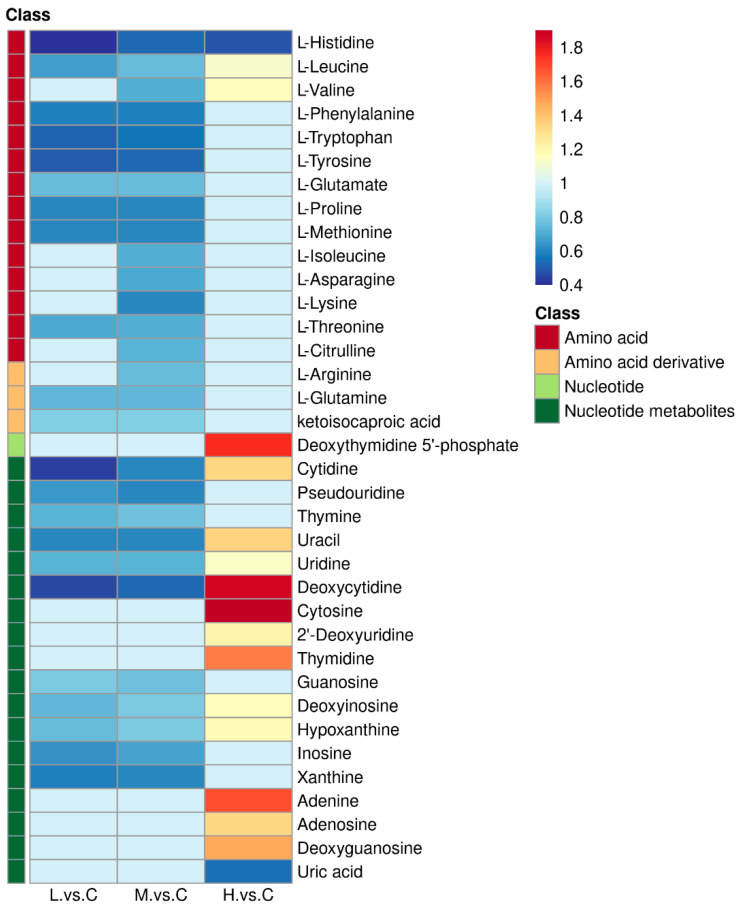 Class
L-Histidine
L-Leucine
L-Valine
L-Phenylalanine
L-Tryptophan
L-Tyrosine
L-Glutamate
L-Proline
L-Methionine
L-Isoleucine
L-Asparagine
L-Lysine
L-Threonine
L-Citrulline
L-Arginine
L-Glutamine
ketoisocaproic acid
Deoxythymidine 5'-phosphate
Cytidine
Pseudouridine
Thymine
Uracil
Uridine
Deoxycytidine
Cytosine
2'-Deoxyuridine
Thymidine
Guanosine
Deoxyinosine
Hypoxanthine
Inosine
Xanthine
Adenine
Adenosine
Deoxyguanosine
Uric acid
L.vs.C M.vs.C H.vs.C
1.8
1.6
1.4
1.2
1
0.8
0.6
0.4
Class
Amino acid
Amino acid derivative
Nucleotide
Nucleotide metabolites